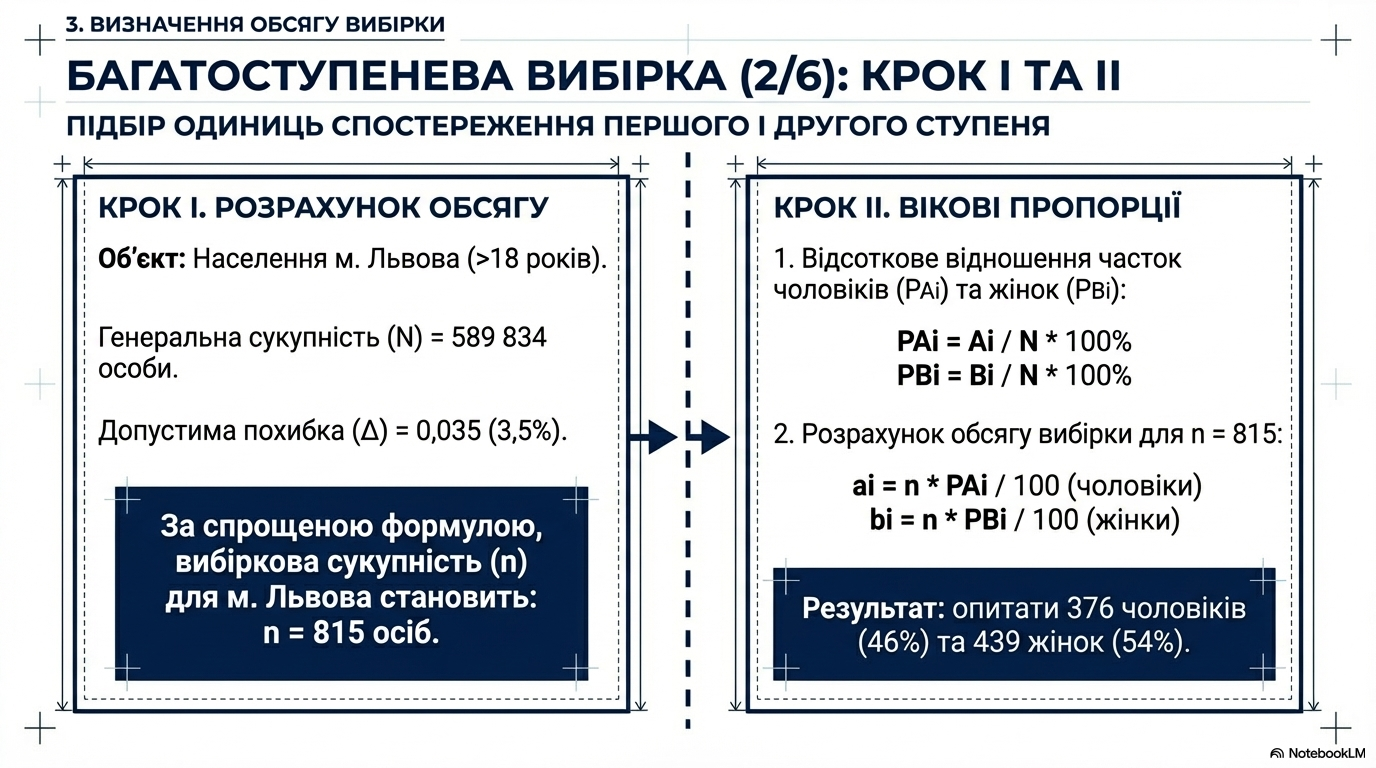 3. ВИЗНАЧЕННЯ ОБСЯГУ ВИБІРКИ
БАГАТОСТУПЕНЕВА ВИБІРКА (2/6): КРОК I ТА II
ПІДБІР ОДИНИЦЬ СПОСТЕРЕЖЕННЯ ПЕРШОГО І ДРУГОГО СТУПЕНЯ
КРОК I. РОЗРАХУНОК ОБСЯГУ
Об’єкт: Населення м. Львова (>18 років).
Генеральна сукупність (N) = 589 834
особи.
Допустима похибка (Δ) = 0,035 (3,5%).
За спрощеною формулою,
вибіркова сукупність (n)
для м. Львова становить:
n = 815 осіб.
КРОК II. ВІКОВІ ПРОПОРЦІЇ
1. Відсоткове відношення часток
чоловіків (PAi) та жінок (PBi):
PAi = Ai / N * 100%
PBi = Bi / N * 100%
2. Розрахунок обсягу вибірки для n = 815:
ai = n * PAi / 100 (чоловіки)
bi = n * PBi / 100 (жінки)
Результат: опитати 376 чоловіків
(46%) та 439 жінок (54%).
NotebookLM